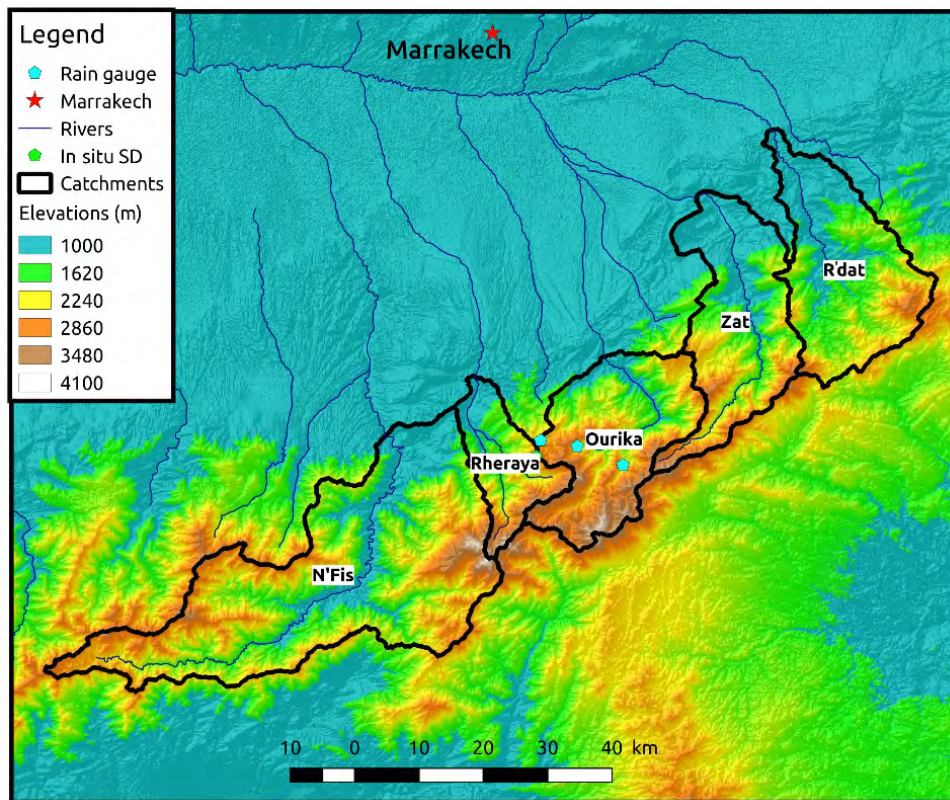 Legend
Rain gauge
Marrakech
Rivers
In situ SD
Catchments
Elevations (m)
1000
1620
2240
2860
3480
4100
Marrakech
R'dat
Zat
Ourika
Rheraya
N'Fis
10 0 10 20 30 40 km